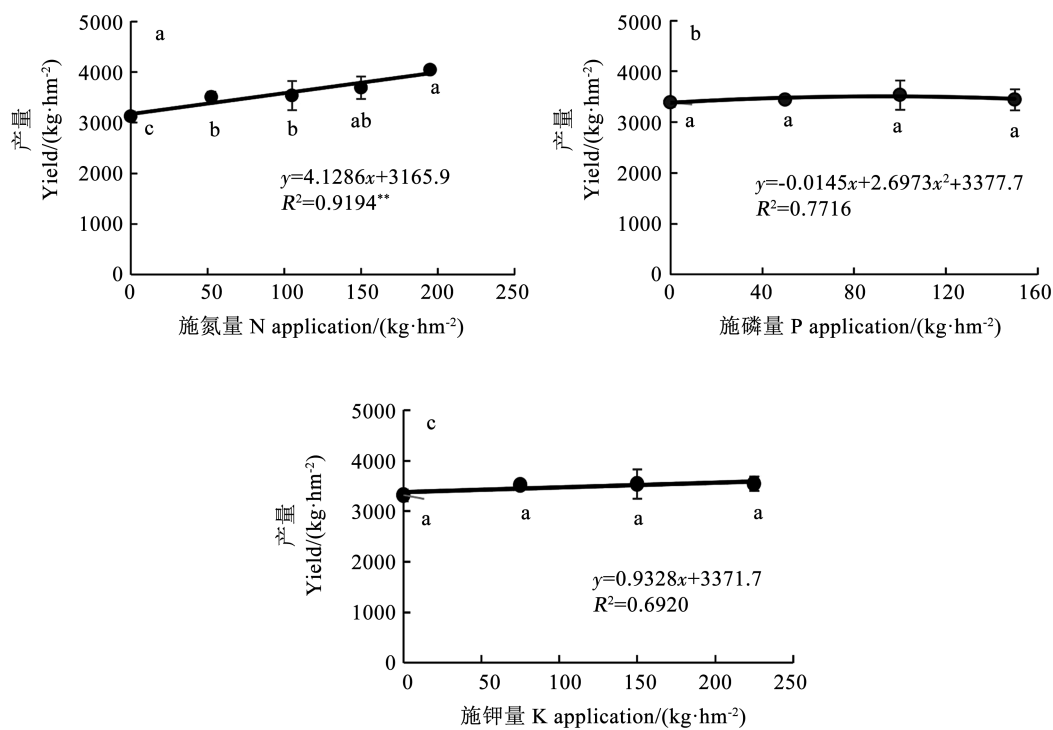 a
5000
4000
3000
2000
1000
0
产量
Yield/(kg·hm-2)
c
b
b
ab
a
y=4.1286x+3165.9
R2=0.9194**
0 50 100 150 200 250
施氮量 N application/(kg·hm-2)
b
5000
4000
3000
2000
1000
0
产量
Yield/(kg·hm-2)
a
a
a
a
y=-0.0145x+2.6973x2+3377.7
R2=0.7716
0 40 80 120 160
施磷量 P application/(kg·hm-2)
c
5000
4000
3000
2000
1000
0
产量
Yield/(kg·hm-2)
a
a
a
a
y=0.9328x+3371.7
R2=0.6920
0 50 100 150 200 250
施钾量 K application/(kg·hm-2)